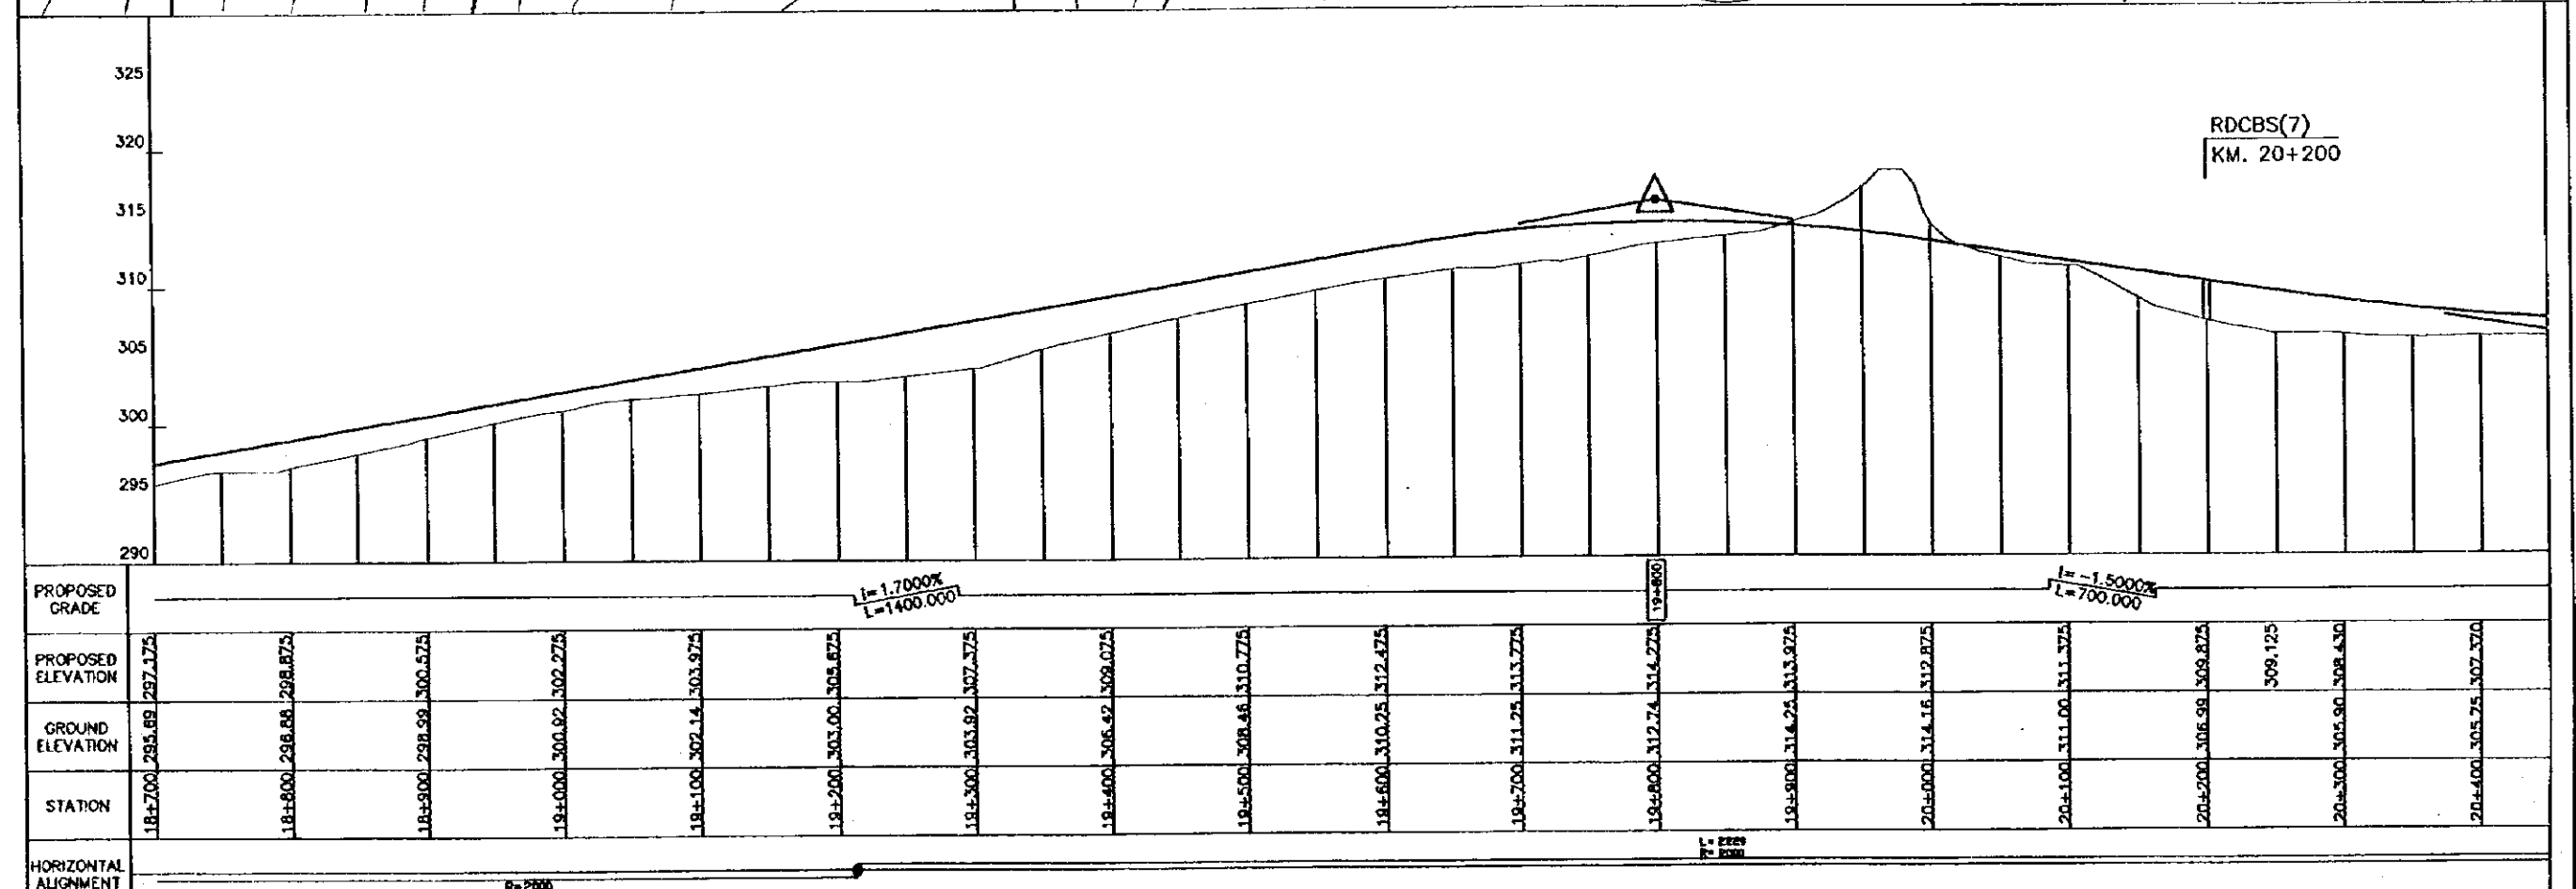 325
320
315
310
305
300
295
290
RDCBS(7)
KM. 20+200
PROPOSED GRADE
i=1.7000%
L=1400.000
19+800
i= -1.5000%
L=700.000
PROPOSED ELEVATION
297.175 298.875 300.575 302.275 303.975 305.675 307.375 309.075 310.775 312.475 313.775 314.275 313.975 312.875 311.375 309.875 309.125 308.430 307.370
GROUND ELEVATION
295.69 296.88 298.99 300.92 302.14 303.00 303.92 306.42 308.46 310.25 311.25 312.74 314.25 314.16 311.00 306.99 305.90 305.75
STATION
18+700 18+800 18+900 19+000 19+100 19+200 19+300 19+400 19+500 19+600 19+700 19+800 19+900 20+000 20+100 20+200 20+300 20+400
HORIZONTAL ALIGNMENT
R=2000